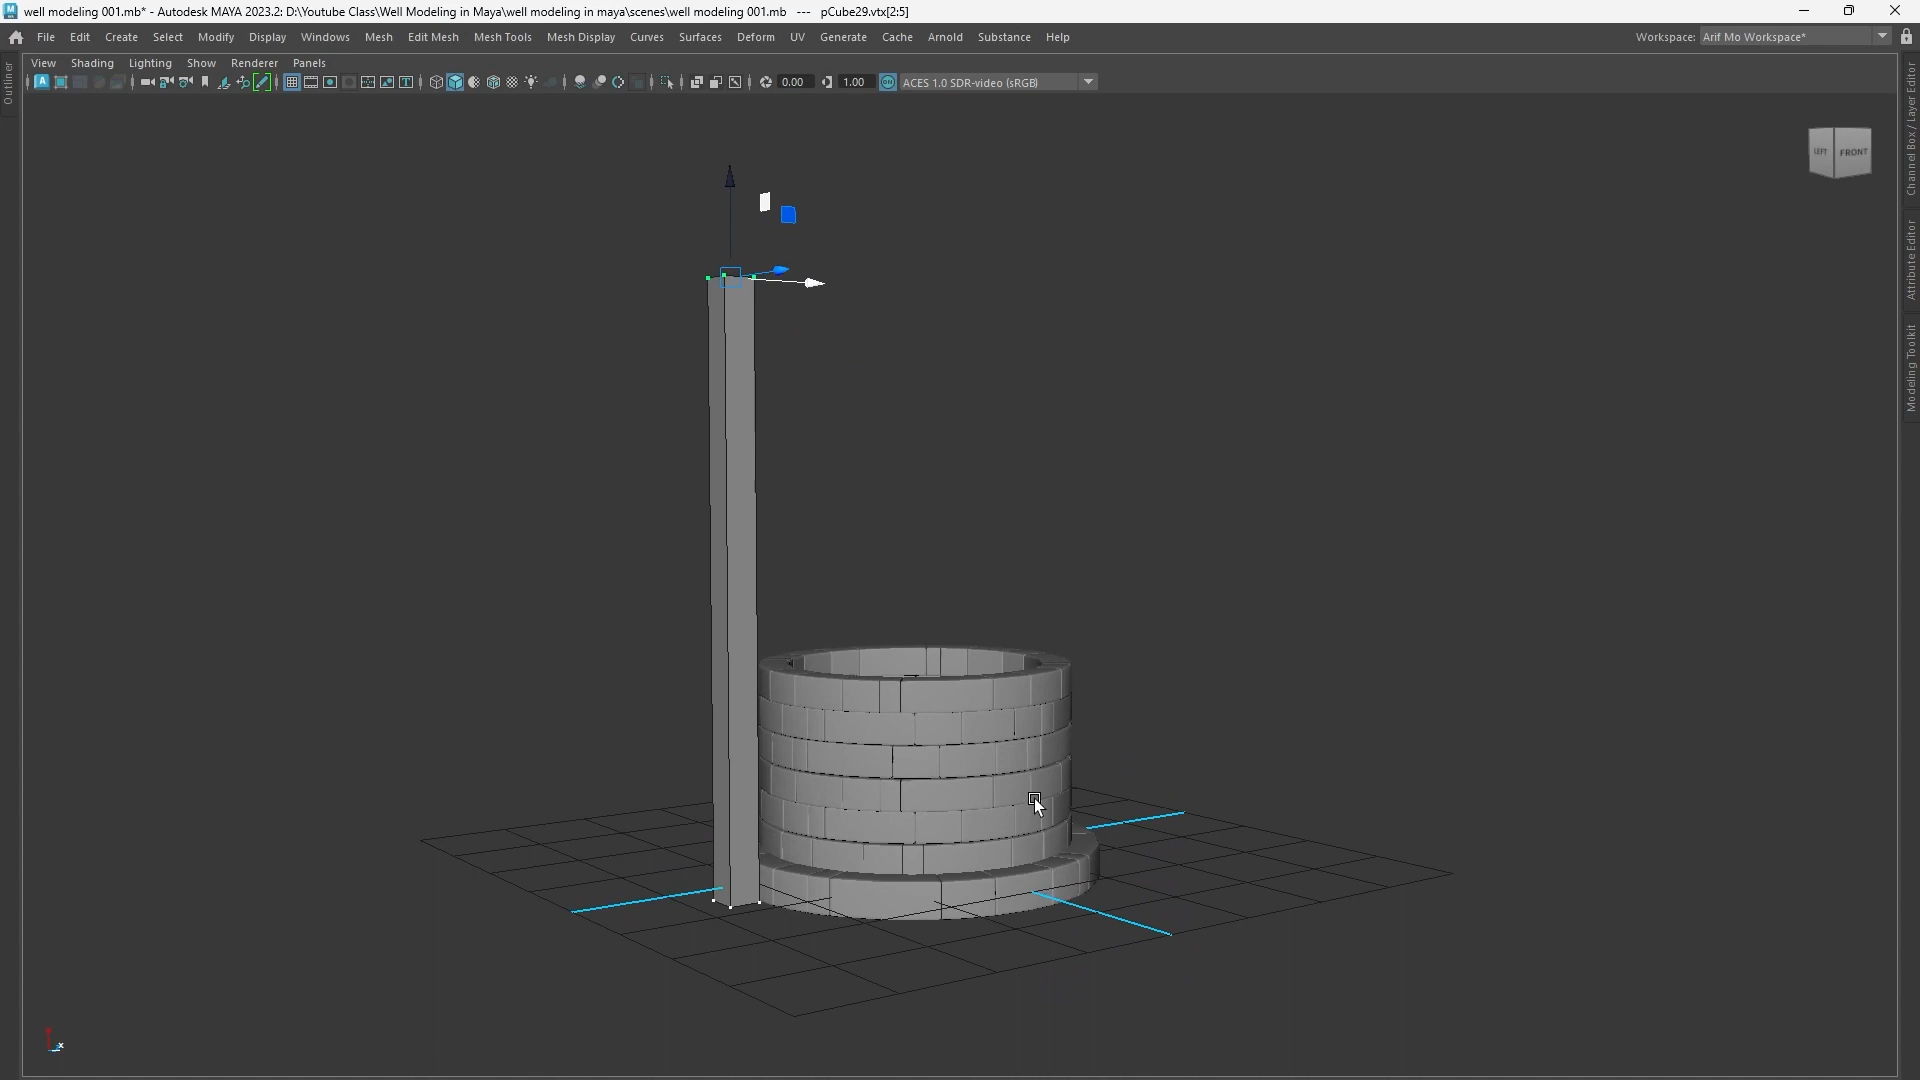 well modeling 001.mb* - Autodesk MAYA 2023.2: D:\Youtube Class\Well Modeling in Maya\well modeling in maya\scenes\well modeling 001.mb --- pCube29.vtx[2:5]
File Edit Create Select Modify Display Windows Mesh Edit Mesh Mesh Tools Mesh Display Curves Surfaces Deform UV Generate Cache Arnold Substance Help Workspace: Arif Mo Workspace*
View Shading Lighting Show Renderer Panels
0.00 1.00 ON ACES 1.0 SDR-video (sRGB)
Outliner
LEFT FRONT
Channel Box / Layer Editor
Attribute Editor
Modeling Toolkit
x